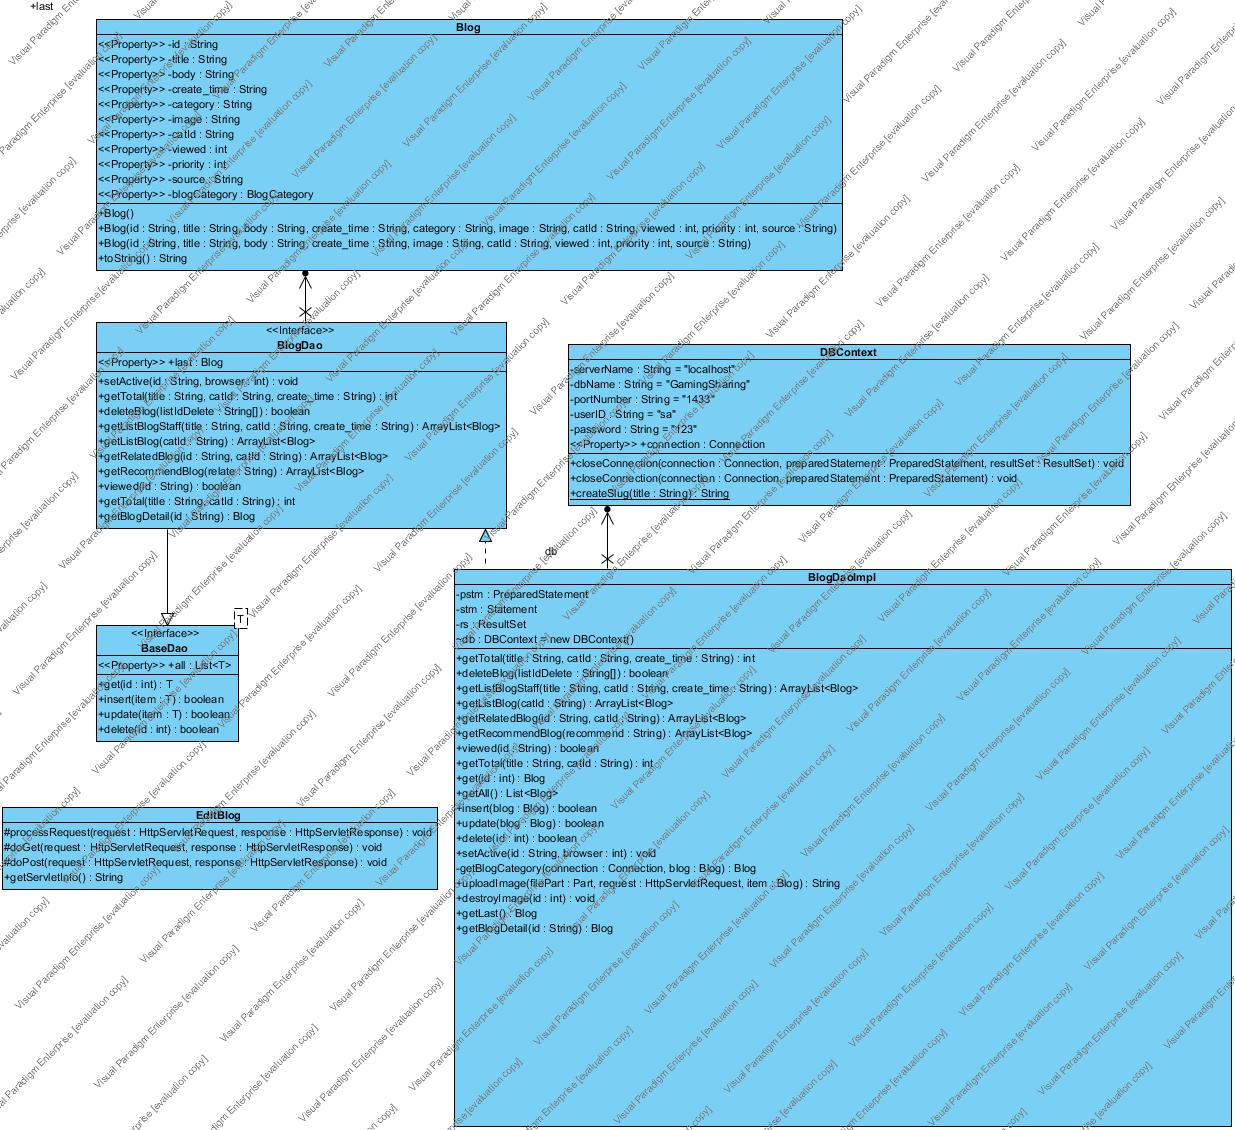 +last
Blog
<<Property>> -id : String
<<Property>> -title : String
<<Property>> -body : String
<<Property>> -create_time : String
<<Property>> -category : String
<<Property>> -image : String
<<Property>> -catId : String
<<Property>> -viewed : int
<<Property>> -priority : int
<<Property>> -source : String
<<Property>> -blogCategory : BlogCategory
+Blog()
+Blog(id : String, title : String, body : String, create_time : String, category : String, image : String, catId : String, viewed : int, priority : int, source : String)
+Blog(id : String, title : String, body : String, create_time : String, image : String, catId : String, viewed : int, priority : int, source : String)
+toString() : String
<<Interface>>
BlogDao
<<Property>> +last : Blog
+setActive(id : String, browser : int) : void
+getTotal(title : String, catId : String, create_time : String) : int
+deleteBlog(listIdDelete : String[]) : boolean
+getListBlogStaff(title : String, catId : String, create_time : String) : ArrayList<Blog>
+getListBlog(catId : String) : ArrayList<Blog>
+getRelatedBlog(id : String, catId : String) : ArrayList<Blog>
+getRecommendBlog(relate : String) : ArrayList<Blog>
+viewed(id : String) : boolean
+getTotal(title : String, catId : String) : int
+getBlogDetail(id : String) : Blog
DBContext
-serverName : String = "localhost"
-dbName : String = "GamingSharing"
-portNumber : String = "1433"
-userID : String = "sa"
-password : String = "123"
<<Property>> +connection : Connection
+closeConnection(connection : Connection, preparedStatement : PreparedStatement, resultSet : ResultSet) : void
+closeConnection(connection : Connection, preparedStatement : PreparedStatement) : void
+createSlug(title : String) : String
db
T
<<Interface>>
BaseDao
<<Property>> +all : List<T>
+get(id : int) : T
+insert(item : T) : boolean
+update(item : T) : boolean
+delete(id : int) : boolean
BlogDaoImpl
-pstm : PreparedStatement
-stm : Statement
-rs : ResultSet
~db : DBContext = new DBContext()
+getTotal(title : String, catId : String, create_time : String) : int
+deleteBlog(listIdDelete : String[]) : boolean
+getListBlogStaff(title : String, catId : String, create_time : String) : ArrayList<Blog>
+getListBlog(catId : String) : ArrayList<Blog>
+getRelatedBlog(id : String, catId : String) : ArrayList<Blog>
+getRecommendBlog(recommend : String) : ArrayList<Blog>
+viewed(id : String) : boolean
+getTotal(title : String, catId : String) : int
+get(id : int) : Blog
+getAll() : List<Blog>
+insert(blog : Blog) : boolean
+update(blog : Blog) : boolean
+delete(id : int) : boolean
+setActive(id : String, browser : int) : void
-getBlogCategory(connection : Connection, blog : Blog) : Blog
+uploadImage(filePart : Part, request : HttpServletRequest, item : Blog) : String
+destroyImage(id : int) : void
+getLast() : Blog
+getBlogDetail(id : String) : Blog
EditBlog
#processRequest(request : HttpServletRequest, response : HttpServletResponse) : void
#doGet(request : HttpServletRequest, response : HttpServletResponse) : void
#doPost(request : HttpServletRequest, response : HttpServletResponse) : void
+getServletInfo() : String
Visual Paradigm Enterprise [evaluation copy]